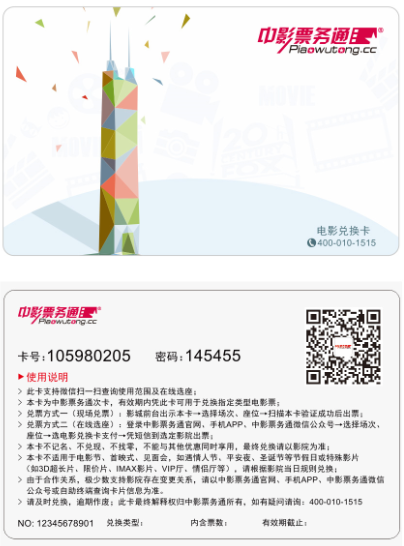 中影票务通
Piaowutong.cc
MOVIE
MOVIE
电影兑换卡
400-010-1515
中影票务通
Piaowutong.cc
卡号:105980205 密码:145455
使用说明
> 此卡支持微信扫一扫查询使用范围及在线选座;
> 本卡为中影票务通次卡，有效期内凭此卡可用于兑换指定类型电影票;
> 兑票方式一（现场兑票）: 影城前台出示本卡→选择场次、座位→扫描本卡验证成功后出票;
> 兑票方式二（在线选座）: 登录中影票务通官网、手机APP、中影票务通微信公众号→选择场次、
座位→选电影兑换卡支付→凭短信到选定影院出票;
> 本卡不记名、不兑现、不找零，不能与其他优惠同时享用，最终兑换请以影院为准;
> 本卡不适用于电影节、首映式、见面会，如遇情人节、平安夜、圣诞节等节假日或特殊影片
（如3D超长片、限价片、IMAX影片、VIP厅、情侣厅等），请根据影院当日规则兑换;
> 由于合作关系，极少数支持影院存在变更关系，请以中影票务通官网、手机APP、中影票务通微信
公众号或自助终端查询卡片信息为准。
> 请及时兑换，逾期作废; 此卡最终解释权归中影票务通所有，如有疑问请询: 400-010-1515
NO: 12345678901 兑换类型: 内含票数: 有效期截止: